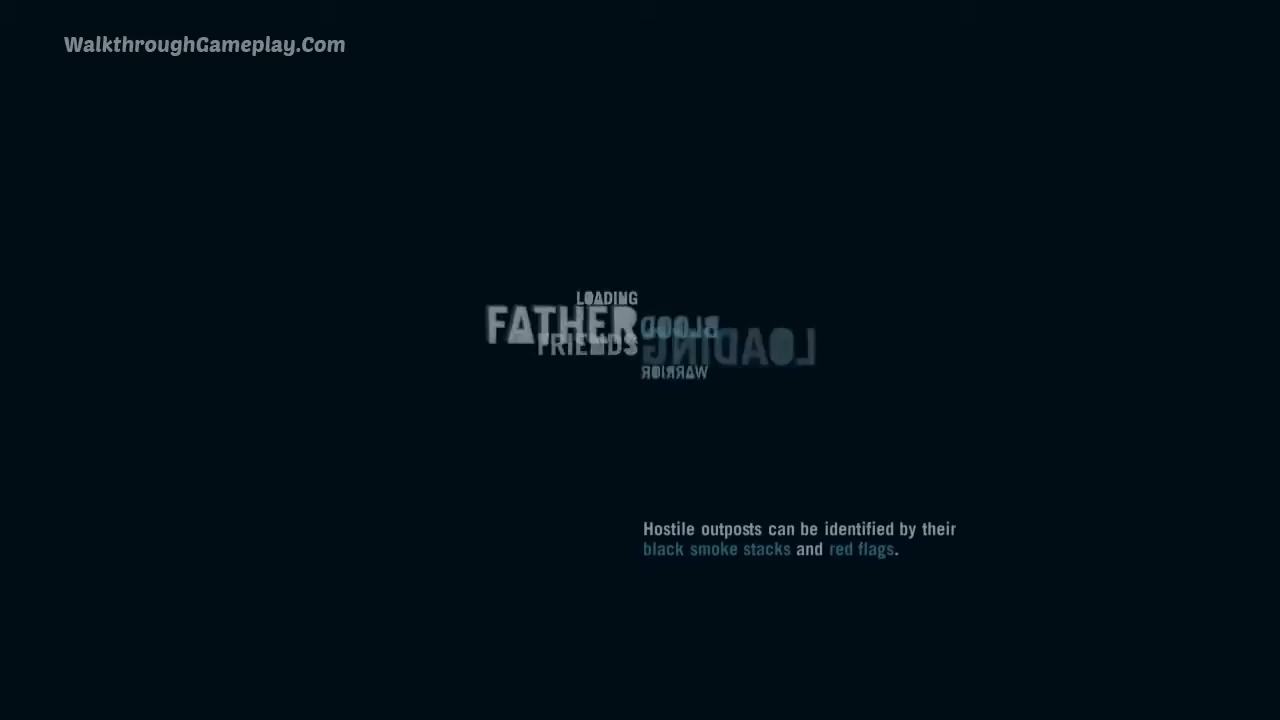 WalkthroughGameplay.Com
LOADING
FATHER
BLOOD
FRIENDS
LOADING
WARRIOR
Hostile outposts can be identified by their
black smoke stacks and red flags.